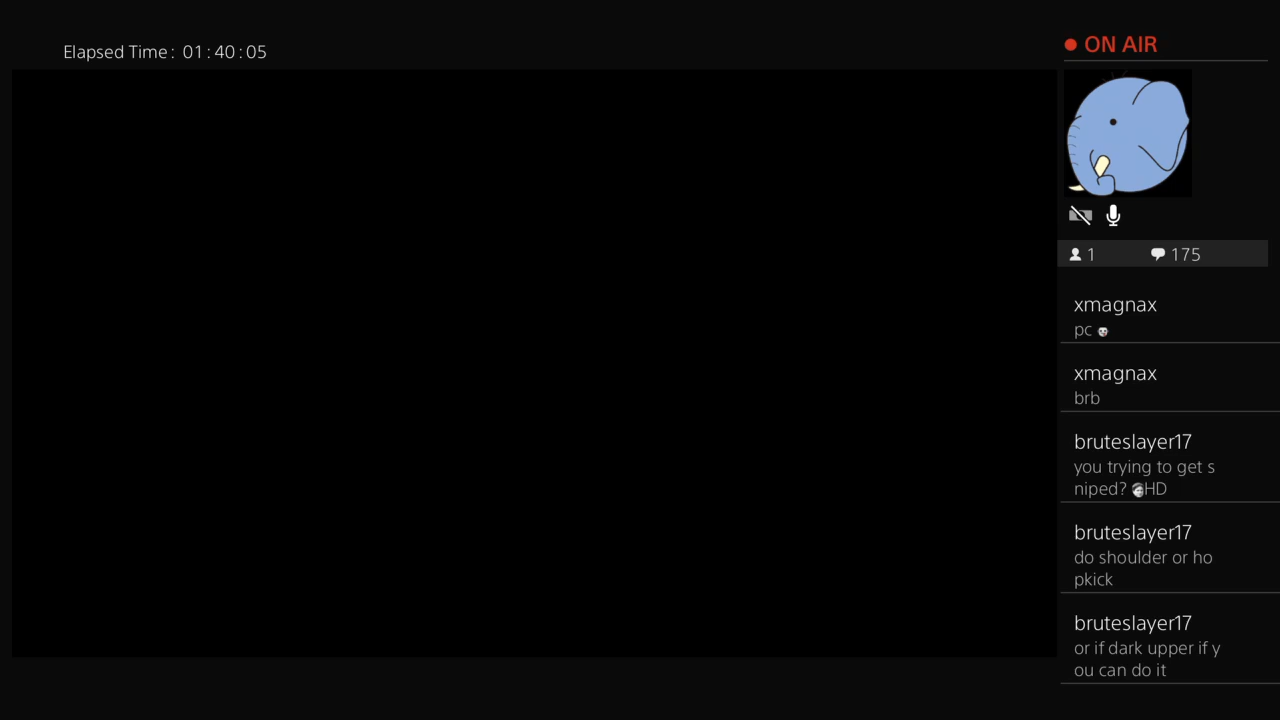 Elapsed Time: 01:40:05
ON AIR
1 175
xmagnax
pc
xmagnax
brb
bruteslayer17
you trying to get s
niped? HD
bruteslayer17
do shoulder or ho
pkick
bruteslayer17
or if dark upper if y
ou can do it